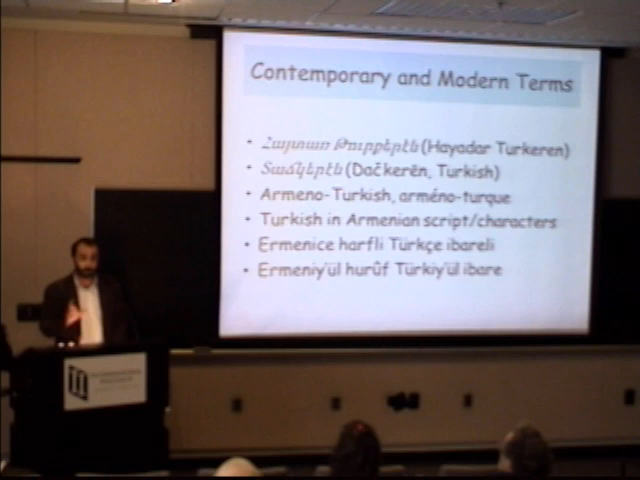 Contemporary and Modern Terms
• Հայատառ Թուրքերէն (Hayadar Turkeren)
• Տաճկերէն (Dačkerēn, Turkish)
• Armeno-Turkish, arméno-turque
• Turkish in Armenian script/characters
• Ermenice harfli Türkçe ibareli
• Ermeniy'ül hurûf Türkiy'ül ibare